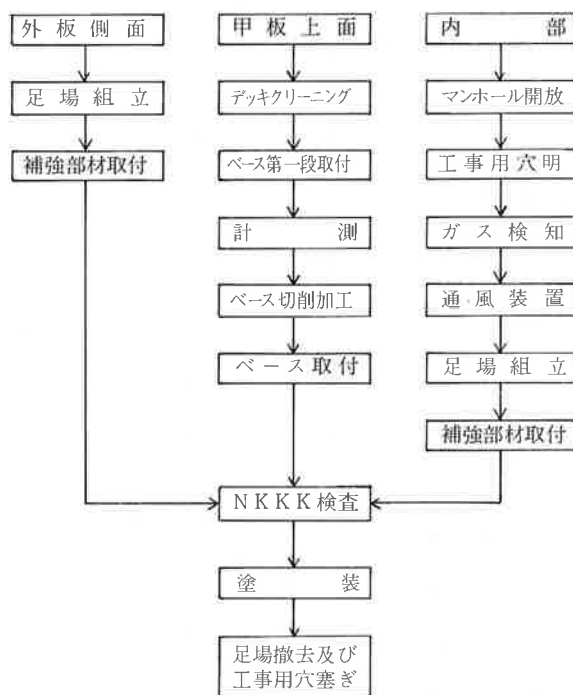 外板側面
足場組立
補強部材取付
甲板上面
デッキクリーニング
ベース第一段取付
計測
ベース切削加工
ベース取付
内部
マンホール開放
工事用穴明
ガス検知
通風装置
足場組立
補強部材取付
NKKK検査
塗装
足場撤去及び
工事用穴塞ぎ